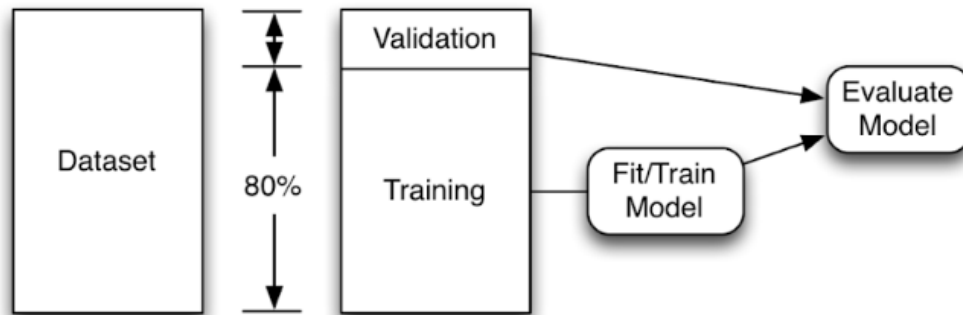 Dataset
80%
Validation
Training
Fit/Train
Model
Evaluate
Model